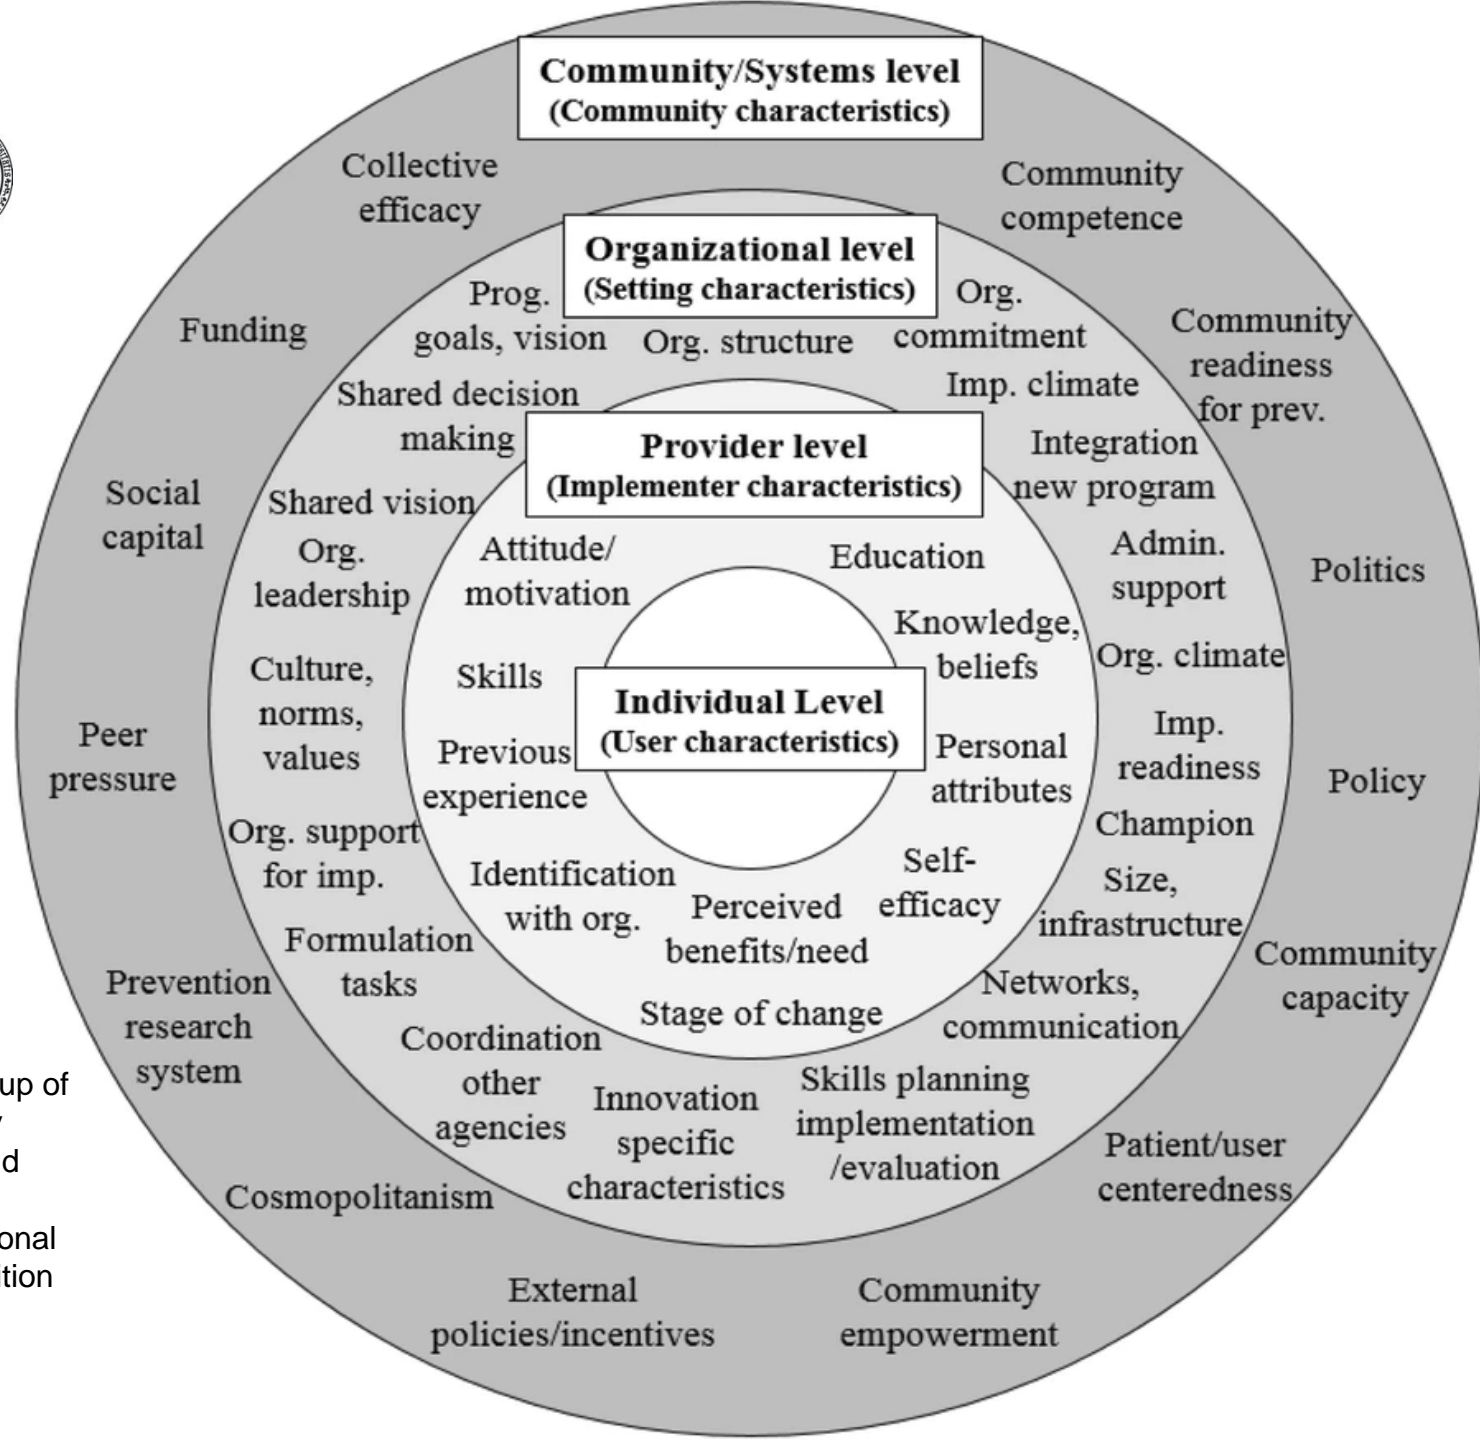 Community/Systems level
(Community characteristics)
Collective
efficacy
Community
competence
Funding
Community
readiness
for prev.
Social
capital
Politics
Peer
pressure
Policy
Prevention
research
system
Community
capacity
Cosmopolitanism
Patient/user
centeredness
External
policies/incentives
Community
empowerment
Organizational level
(Setting characteristics)
Prog.
goals, vision
Org. structure
Org.
commitment
Shared decision
making
Imp. climate
Integration
new program
Shared vision
Org.
leadership
Admin.
support
Culture,
norms,
values
Org. climate
Imp.
readiness
Org. support
for imp.
Champion
Size,
infrastructure
Formulation
tasks
Networks,
communication
Coordination
other
agencies
Innovation
specific
characteristics
Skills planning
implementation
/evaluation
Provider level
(Implementer characteristics)
Attitude/
motivation
Education
Skills
Knowledge,
beliefs
Previous
experience
Personal
attributes
Identification
with org.
Perceived
benefits/need
Self-
efficacy
Stage of change
Individual Level
(User characteristics)
up of
d
onal
ition